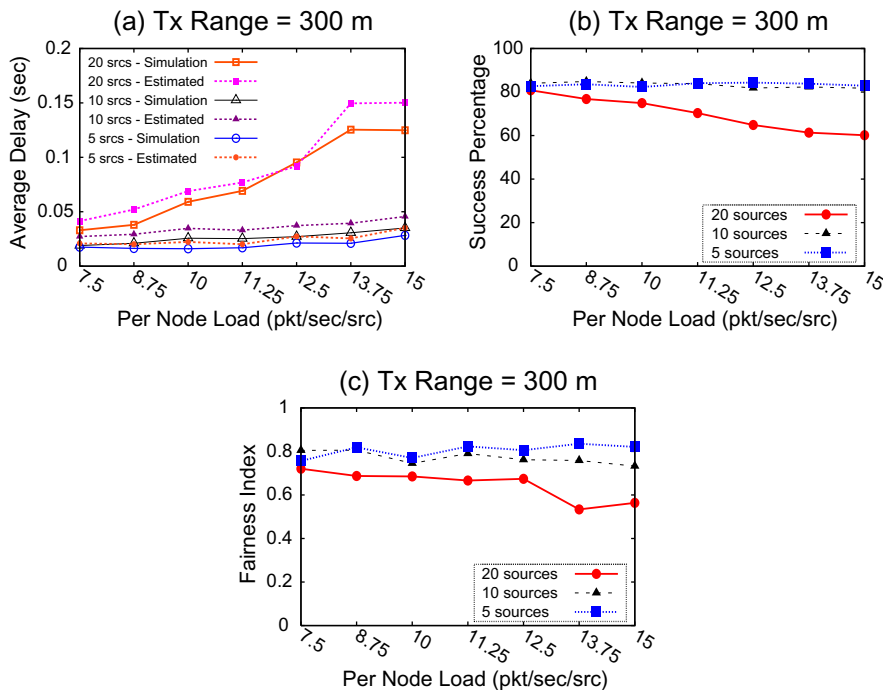 (a) Tx Range = 300 m
Average Delay (sec)
0.2
0.15
0.1
0.05
0
20 srcs - Simulation
20 srcs - Estimated
10 srcs - Simulation
10 srcs - Estimated
5 srcs - Simulation
5 srcs - Estimated
7.5
8.75
10
11.25
12.5
13.75
15
Per Node Load (pkt/sec/src)
(b) Tx Range = 300 m
Success Percentage
100
80
60
40
20
0
20 sources
10 sources
5 sources
7.5
8.75
10
11.25
12.5
13.75
15
Per Node Load (pkt/sec/src)
(c) Tx Range = 300 m
Fairness Index
1
0.8
0.6
0.4
0.2
0
20 sources
10 sources
5 sources
7.5
8.75
10
11.25
12.5
13.75
15
Per Node Load (pkt/sec/src)